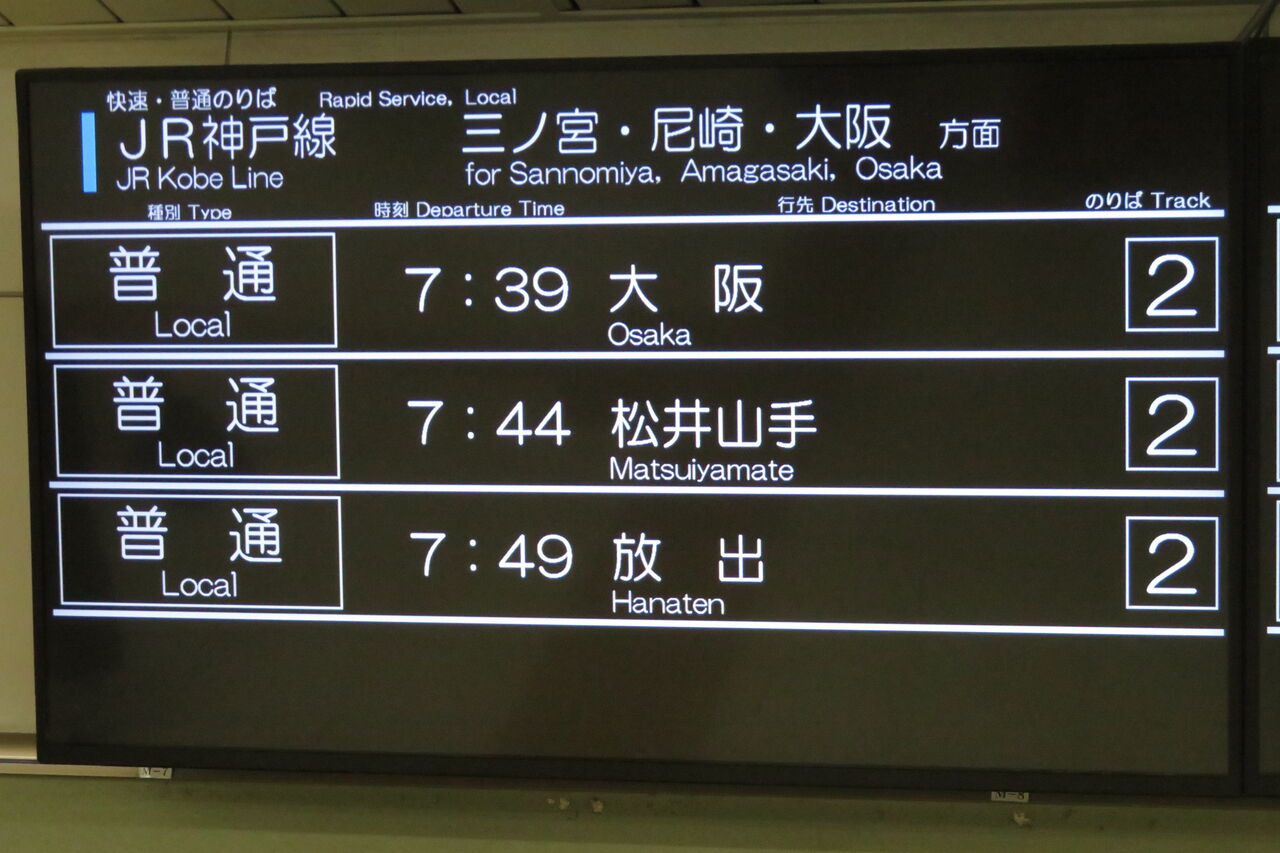 快速・普通のりば Rapid Service, Local
JR神戸線 三ノ宮・尼崎・大阪 方面
JR Kobe Line for Sannomiya, Amagasaki, Osaka
種別 Type 時刻 Departure Time 行先 Destination のりば Track
普通 7:39 大阪 2
Local Osaka
普通 7:44 松井山手 2
Local Matsuiyamate
普通 7:49 放出 2
Local Hanaten
M-7
M-8